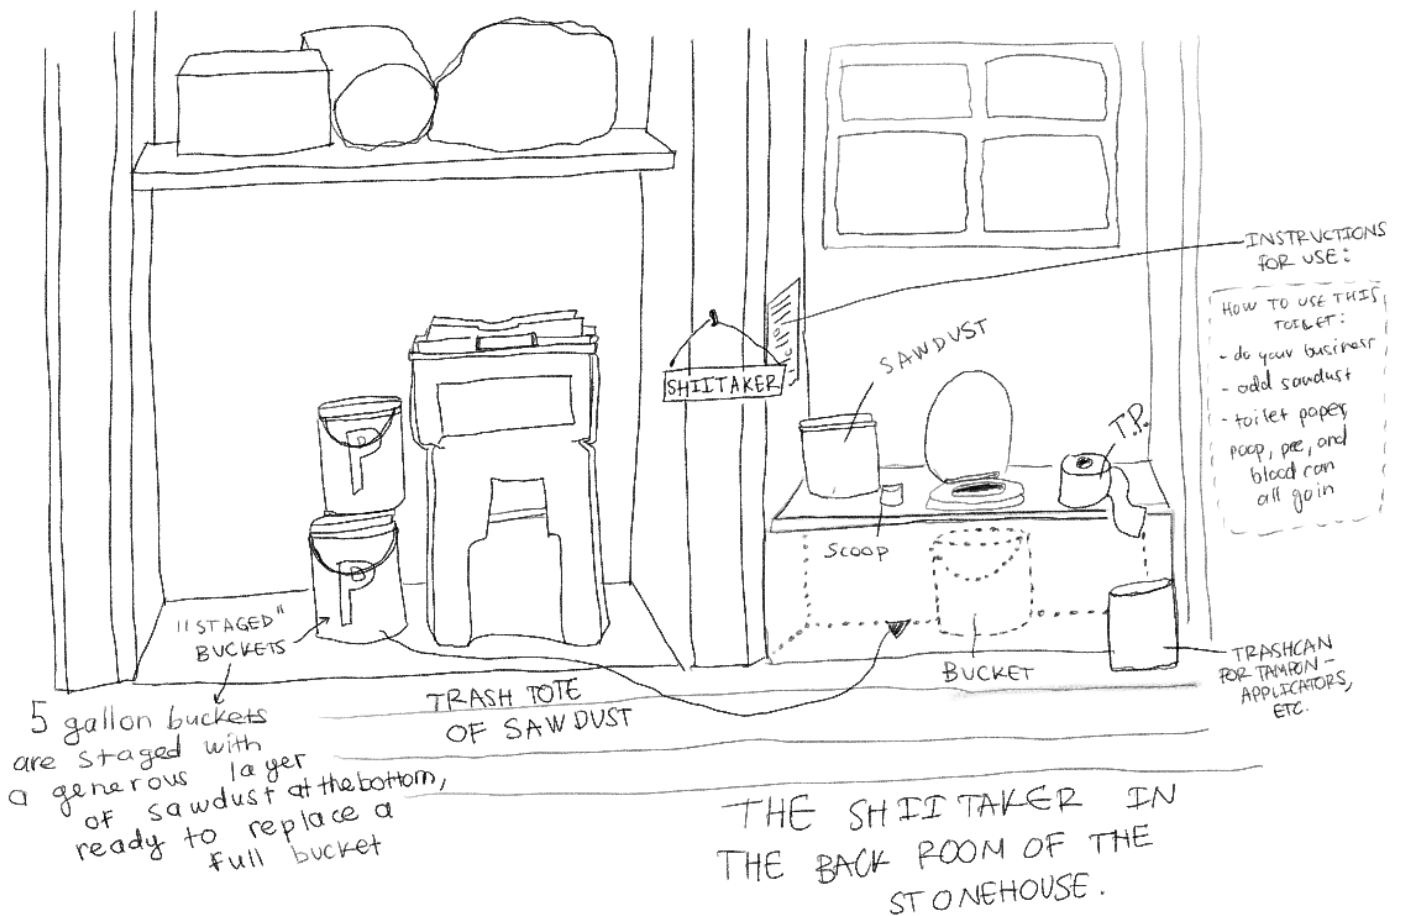 INSTRUCTIONS
FOR USE:
HOW TO USE THIS
TOILET:
- do your business
- add sawdust
- toilet paper,
poop, pee, and
blood can
all go in
SHIITAKER
SAWDUST
T.P.
SCOOP
BUCKET
P
P
"STAGED"
BUCKETS
5 gallon buckets
are staged with
a generous layer
of sawdust at the bottom,
ready to replace a
full bucket
TRASH TOTE
OF SAWDUST
TRASHCAN
FOR TAMPON-
APPLICATORS,
ETC.
THE SHIITAKER IN
THE BACK ROOM OF THE
STONEHOUSE.